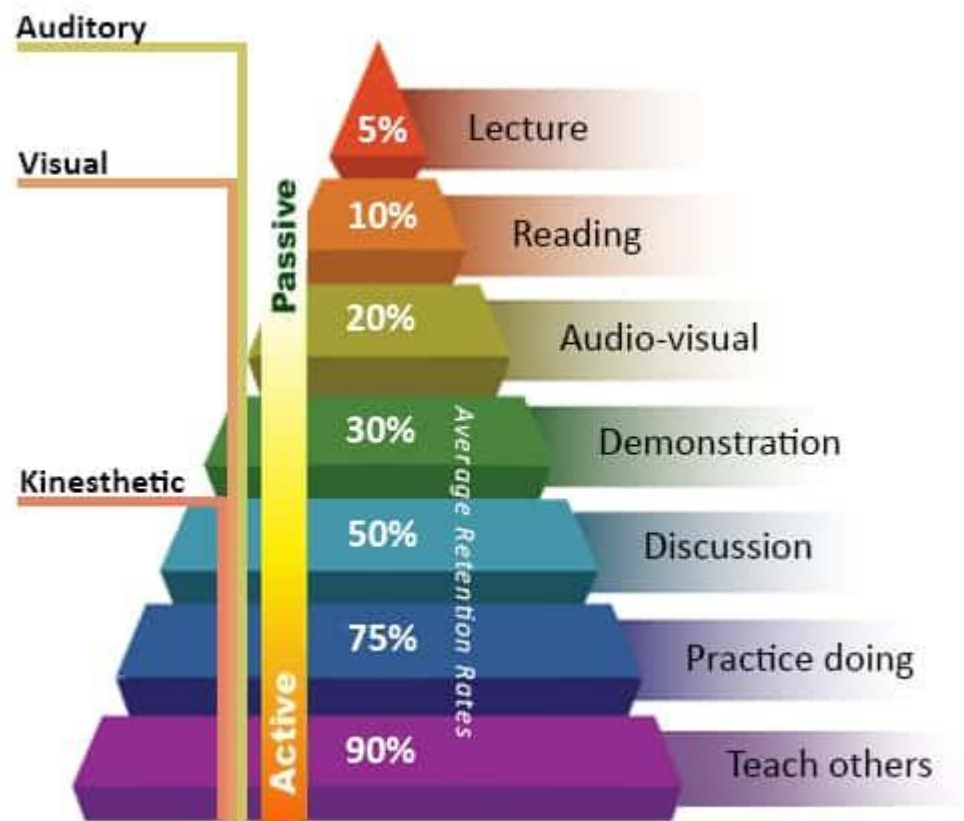 Auditory
Visual
Kinesthetic
Passive
Active
5% Lecture
10% Reading
20% Audio-visual
30% Demonstration
50% Discussion
75% Practice doing
90% Teach others
Average Retention Rates